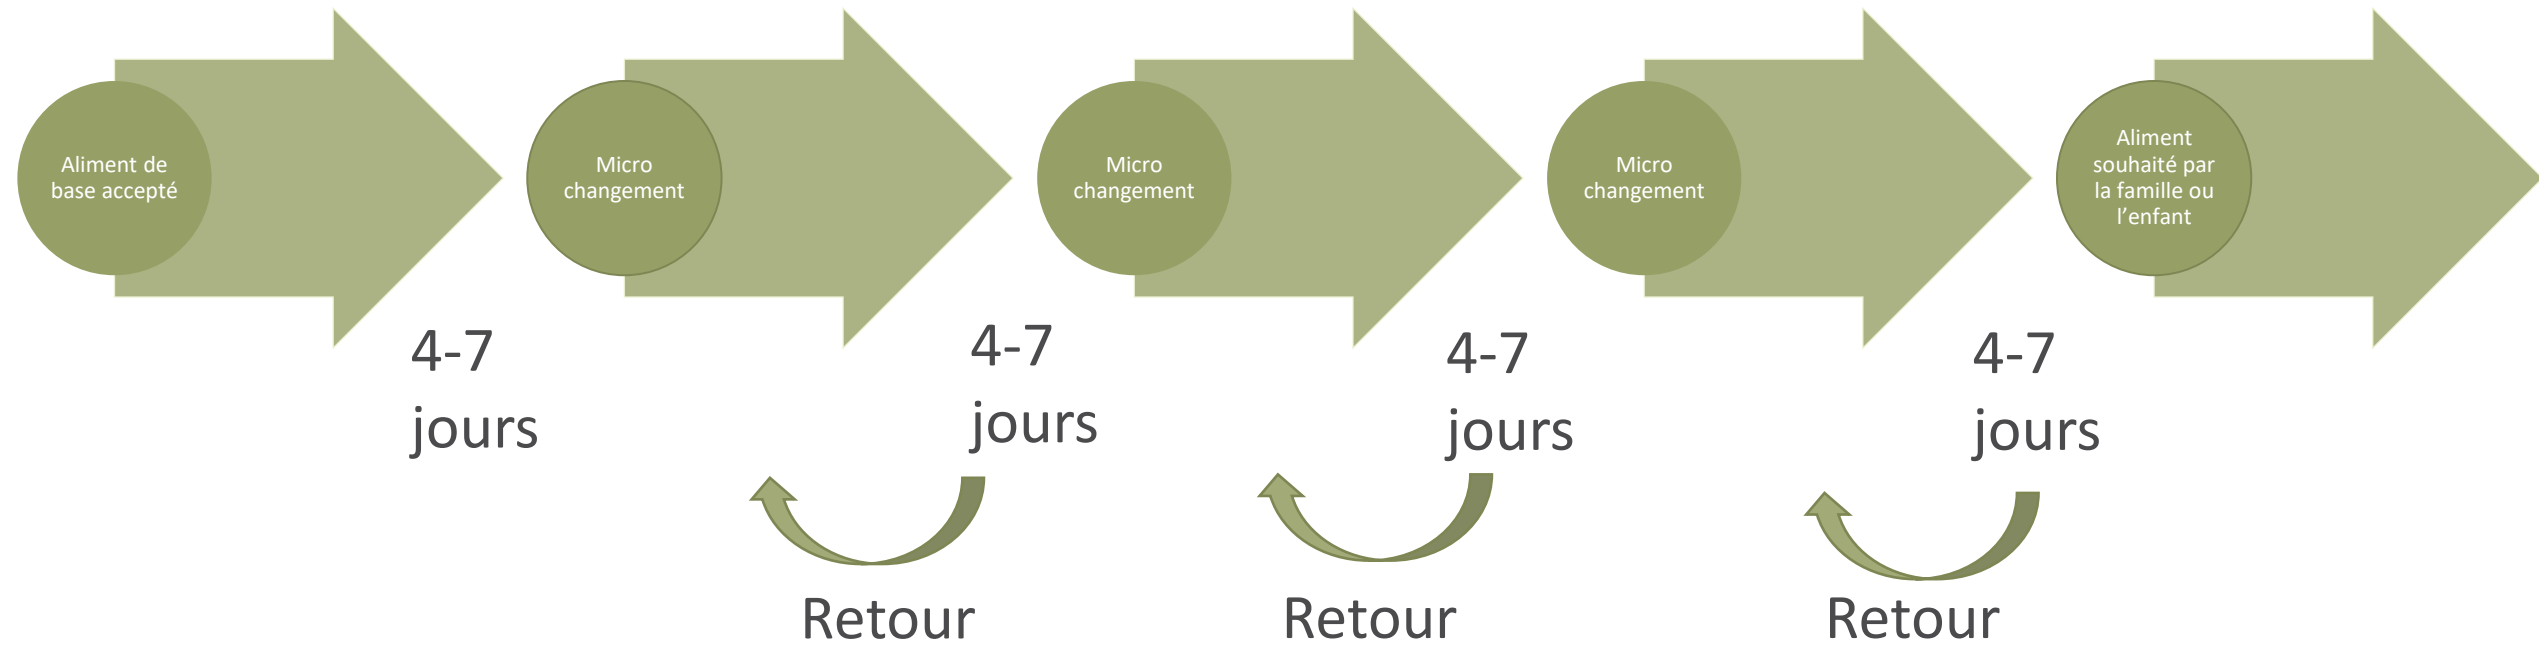 Aliment de
base accepté
Micro
changement
Micro
changement
Micro
changement
Aliment
souhaité par
la famille ou
l’enfant
4-7
jours
4-7
jours
4-7
jours
4-7
jours
Retour
Retour
Retour